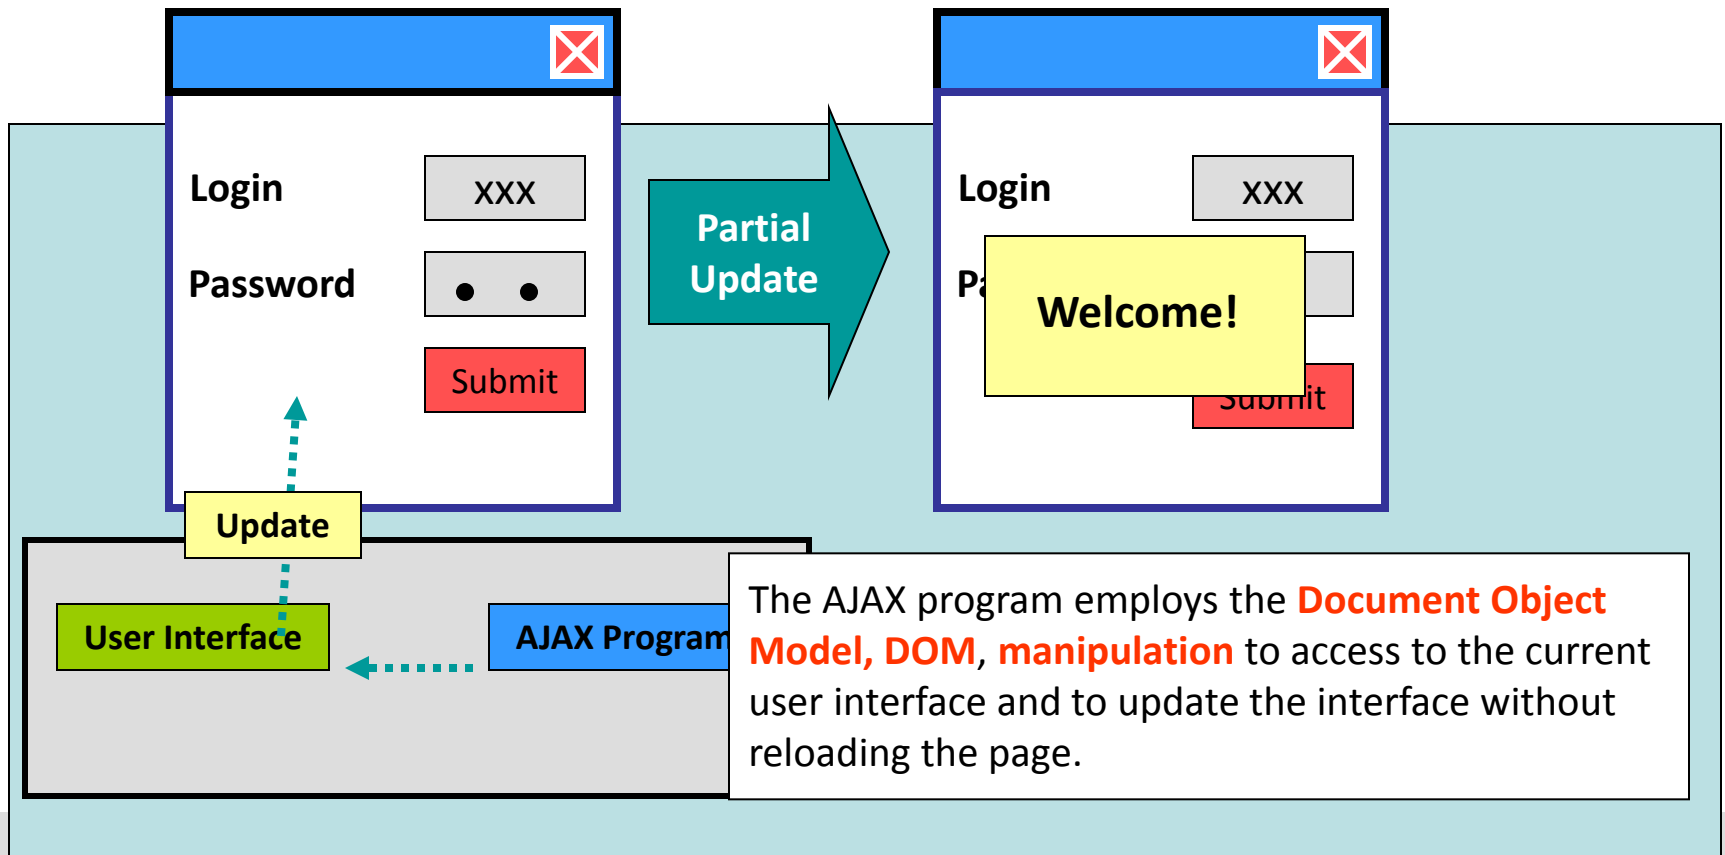 Login
xxx
Password
Submit
Partial
Update
Login
xxx
Pa
Welcome!
Submit
Update
User Interface
AJAX Program
The AJAX program employs the Document Object
Model, DOM, manipulation to access to the current
user interface and to update the interface without
reloading the page.